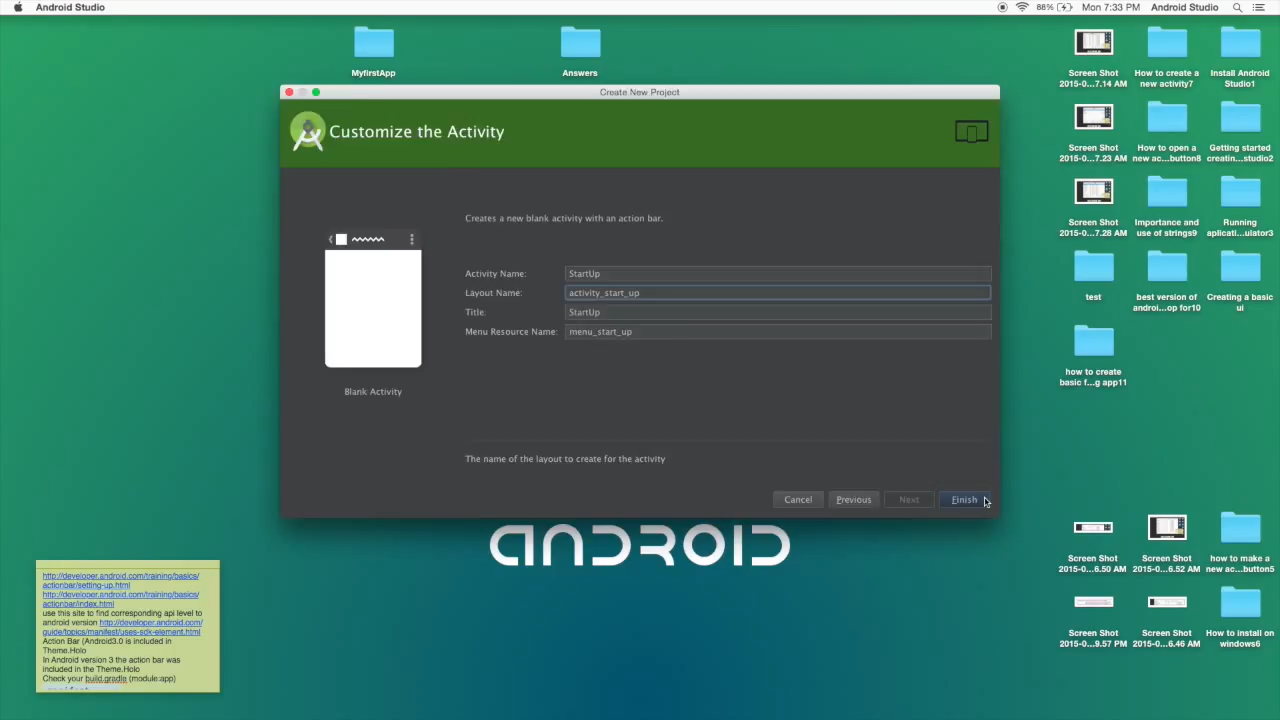 Android Studio
88%
Mon 7:33 PM
Android Studio
MyfirstApp
Answers
Screen Shot
2015-0...7.14 AM
How to create a
new activity7
Install Android
Studio1
Create New Project
Customize the Activity
Screen Shot
2015-0...7.23 AM
How to open a
new ac...button8
Getting started
creatin...studio2
Creates a new blank activity with an action bar.
Screen Shot
2015-0...7.28 AM
Importance and
use of strings9
Running
aplicati...ulator3
Activity Name:
StartUp
Layout Name:
activity_start_up
Title:
StartUp
Menu Resource Name:
menu_start_up
test
best version of
androi...op for10
Creating a basic
ui
Blank Activity
how to create
basic f...g app11
The name of the layout to create for the activity
Cancel
Previous
Next
Finish
ANDROID
Screen Shot
2015-0...6.50 AM
Screen Shot
2015-0...6.52 AM
how to make a
new ac...button5
Screen Shot
2015-0...9.57 PM
Screen Shot
2015-0...6.46 AM
How to install on
windows6
http://developer.android.com/training/basics/
actionbar/setting-up.html
http://developer.android.com/training/basics/
actionbar/index.html
use this site to find corresponding api level to
android version http://developer.android.com/
guide/topics/manifest/uses-sdk-element.html
Action Bar (Android3.0 is included in
Theme.Holo
In Android version 3 the action bar was
included in the Theme.Holo
Check your build.gradle (module:app)